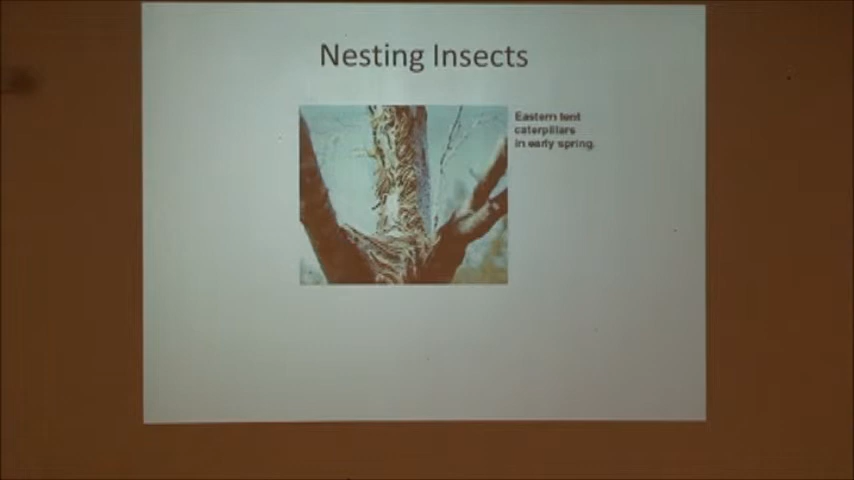 Nesting Insects
Eastern tent
caterpillars
in early spring.